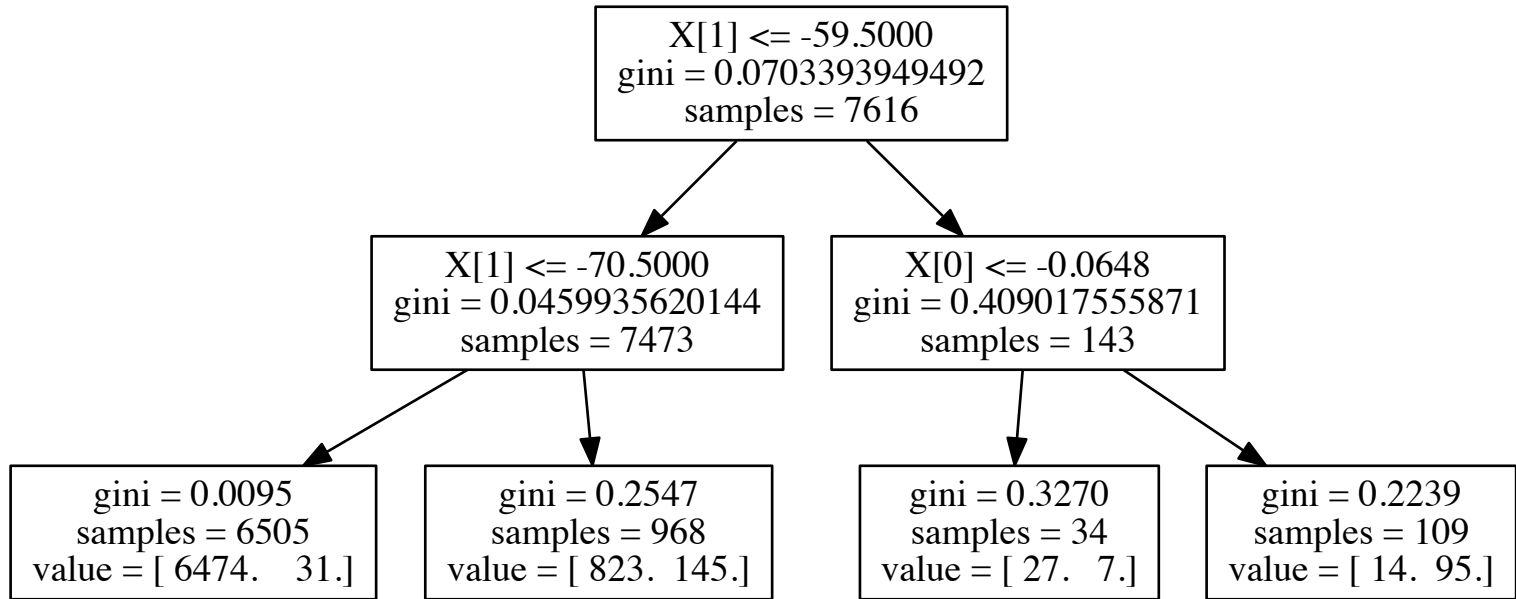 X[1] <= -59.5000
gini = 0.0703393949492
samples = 7616
X[1] <= -70.5000
gini = 0.0459935620144
samples = 7473
X[0] <= -0.0648
gini = 0.409017555871
samples = 143
gini = 0.0095
samples = 6505
value = [ 6474.    31.]
gini = 0.2547
samples = 968
value = [ 823.  145.]
gini = 0.3270
samples = 34
value = [ 27.   7.]
gini = 0.2239
samples = 109
value = [ 14.  95.]